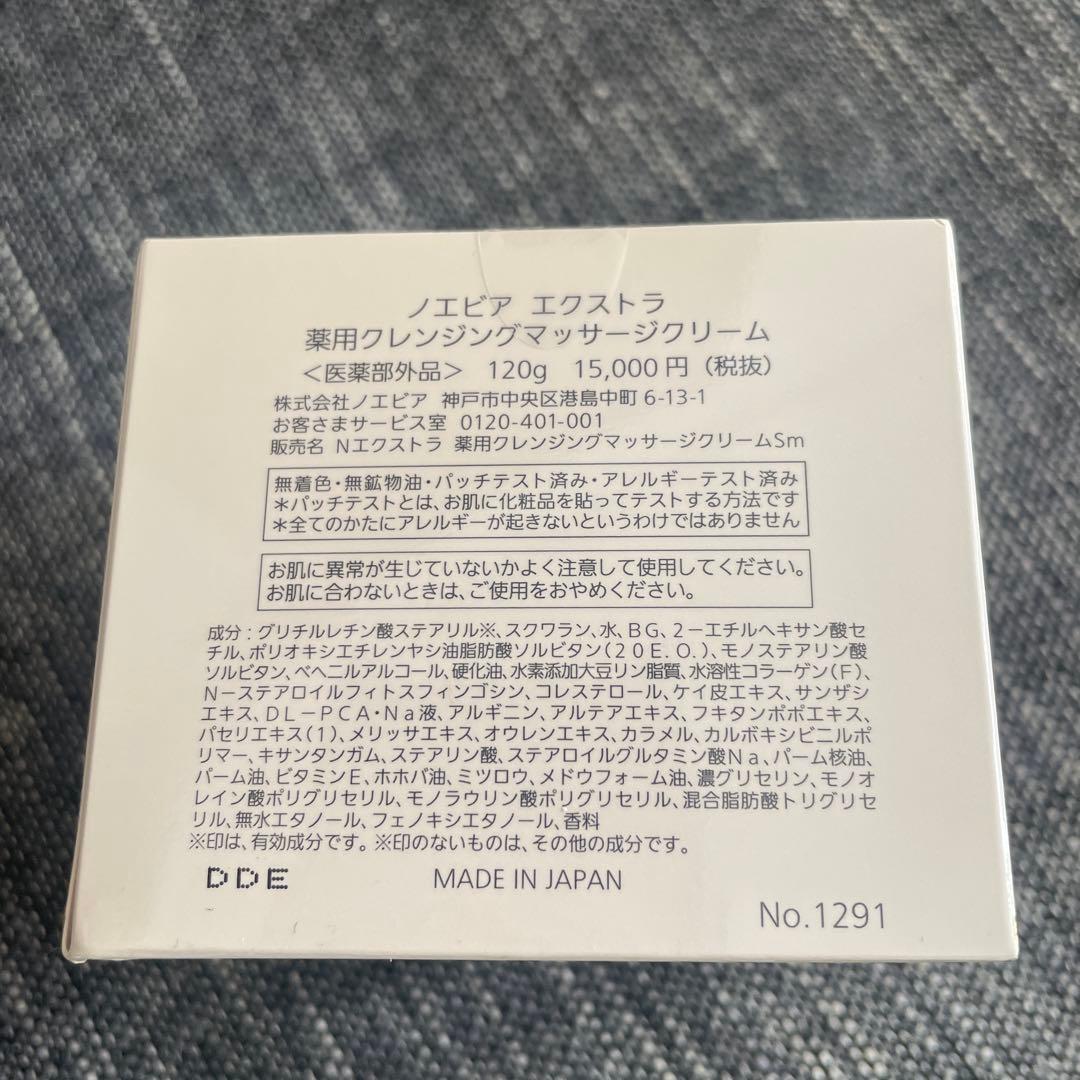 ノエビア エクストラ
薬用クレンジングマッサージクリーム
＜医薬部外品＞ 120g 15,000円（税抜）
株式会社ノエビア 神戸市中央区港島中町 6-13-1
お客さまサービス室 0120-401-001
販売名 Nエクストラ 薬用クレンジングマッサージクリームSm
無着色・無鉱物油・パッチテスト済み・アレルギーテスト済み
＊パッチテストとは、お肌に化粧品を貼ってテストする方法です
＊全てのかたにアレルギーが起きないというわけではありません
お肌に異常が生じていないかよく注意して使用してください。
お肌に合わないときは、ご使用をおやめください。
成分：グリチルレチン酸ステアリル※、スクワラン、水、BG、2－エチルヘキサン酸セ
チル、ポリオキシエチレンヤシ油脂肪酸ソルビタン（20E.O.）、モノステアリン酸
ソルビタン、ベヘニルアルコール、硬化油、水素添加大豆リン脂質、水溶性コラーゲン（F）、
N－ステアロイルフィトスフィンゴシン、コレステロール、ケイ皮エキス、サンザシ
エキス、DL－PCA・Na液、アルギニン、アルテアエキス、フキタンポポエキス、
パセリエキス（1）、メリッサエキス、オウレンエキス、カラメル、カルボキシビニルポ
リマー、キサンタンガム、ステアリン酸、ステアロイルグルタミン酸Na、パーム核油、
パーム油、ビタミンE、ホホバ油、ミツロウ、メドウフォーム油、濃グリセリン、モノオ
レイン酸ポリグリセリル、モノラウリン酸ポリグリセリル、混合脂肪酸トリグリセ
リル、無水エタノール、フェノキシエタノール、香料
※印は、有効成分です。※印のないものは、その他の成分です。
DDE MADE IN JAPAN
No.1291